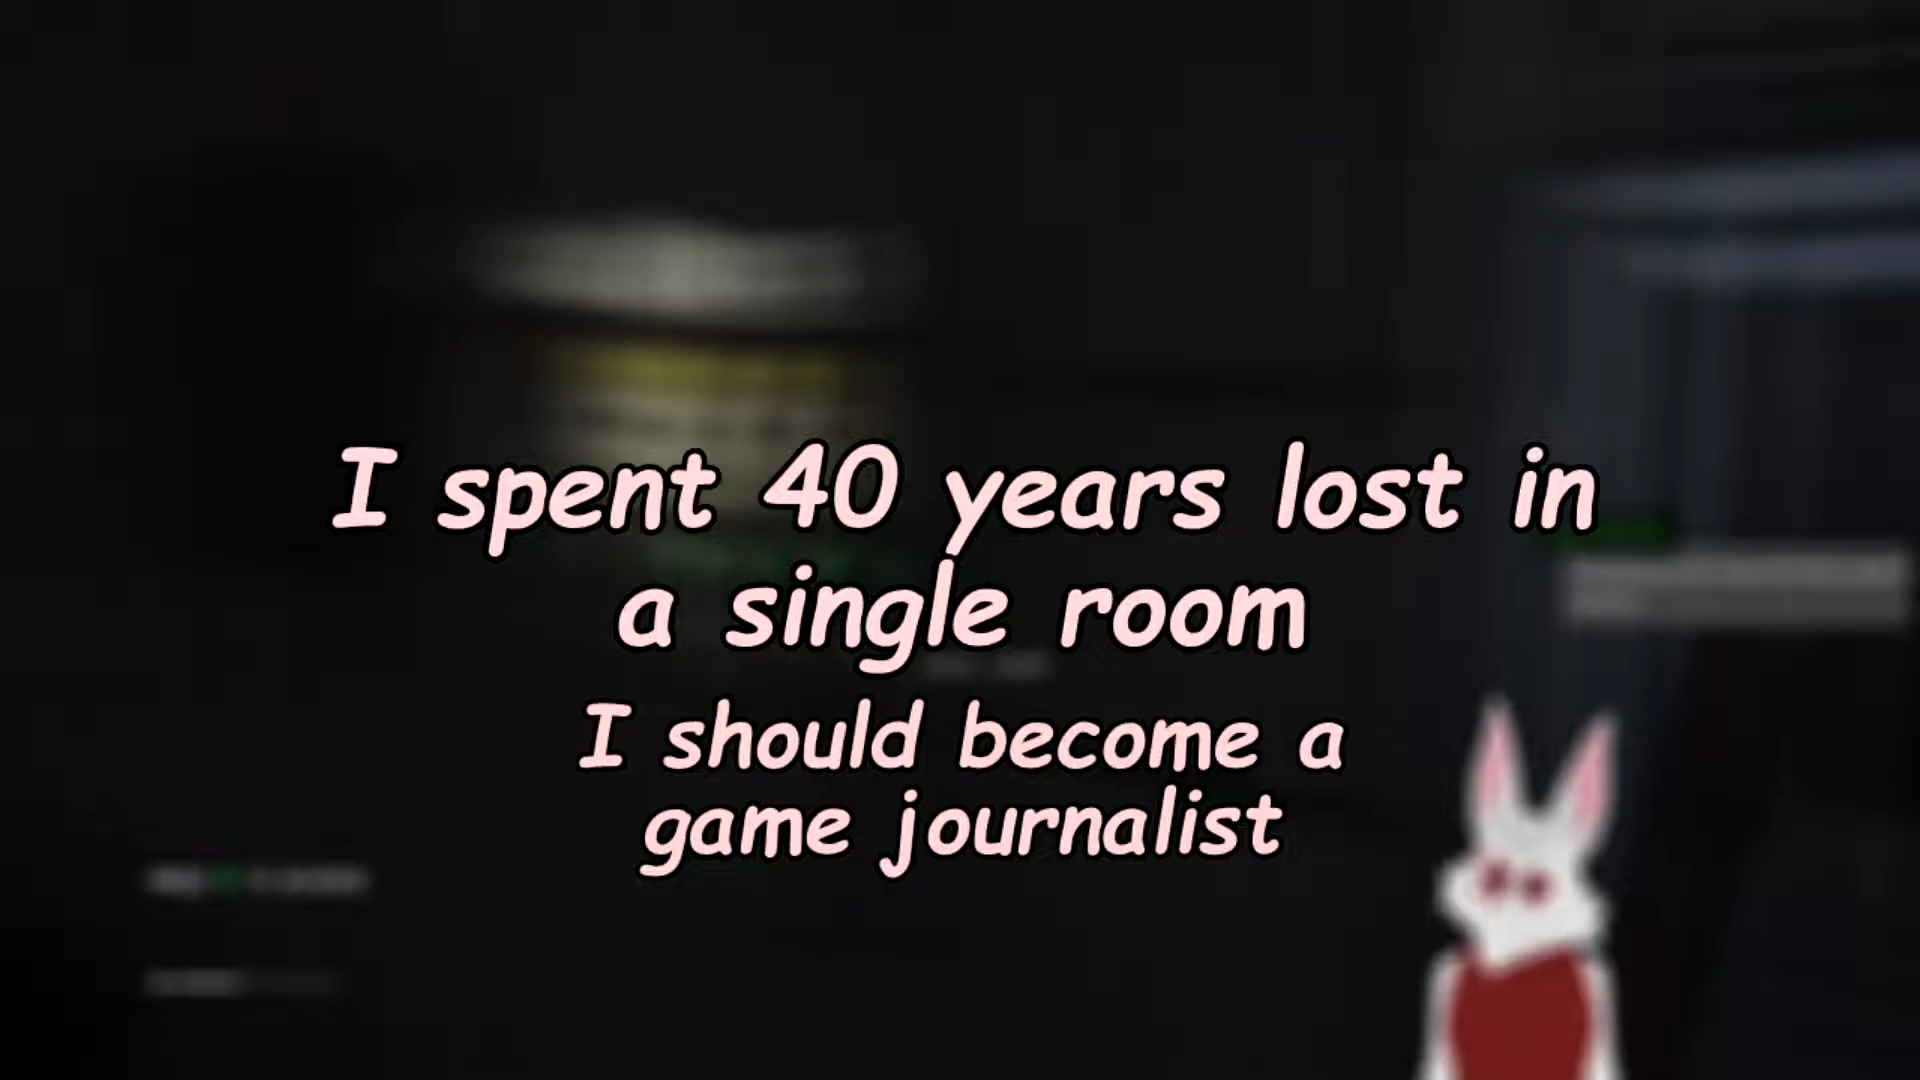 I spent 40 years lost in
a single room
I should become a
game journalist